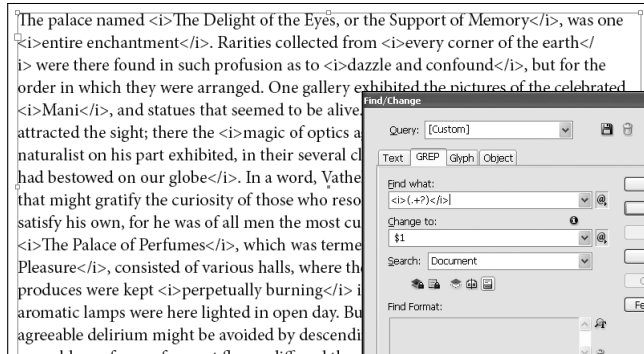 The palace named <i>The Delight of the Eyes, or the Support of Memory</i>, was one
<i>entire enchantment</i>. Rarities collected from <i>every corner of the earth</
i> were there found in such profusion as to <i>dazzle and confound</i>, but for the
order in which they were arranged. One gallery exhibited the pictures of the celebrated
<i>Mani</i>, and statues that seemed to be alive.
attracted the sight; there the <i>magic of optics a
naturalist on his part exhibited, in their several cl
had bestowed on our globe</i>. In a word, Vathe
that might gratify the curiosity of those who reso
satisfy his own, for he was of all men the most cu
<i>The Palace of Perfumes</i>, which was terme
Pleasure</i>, consisted of various halls, where the
produces were kept <i>perpetually burning</i> i
aromatic lamps were here lighted in open day. Bu
agreeable delirium might be avoided by descendi
Find/Change
Query: [Custom]
Text GREP Glyph Object
Find what:
<i>(.+?)</i>
Change to:
$1
Search: Document
Find Format:
Fe